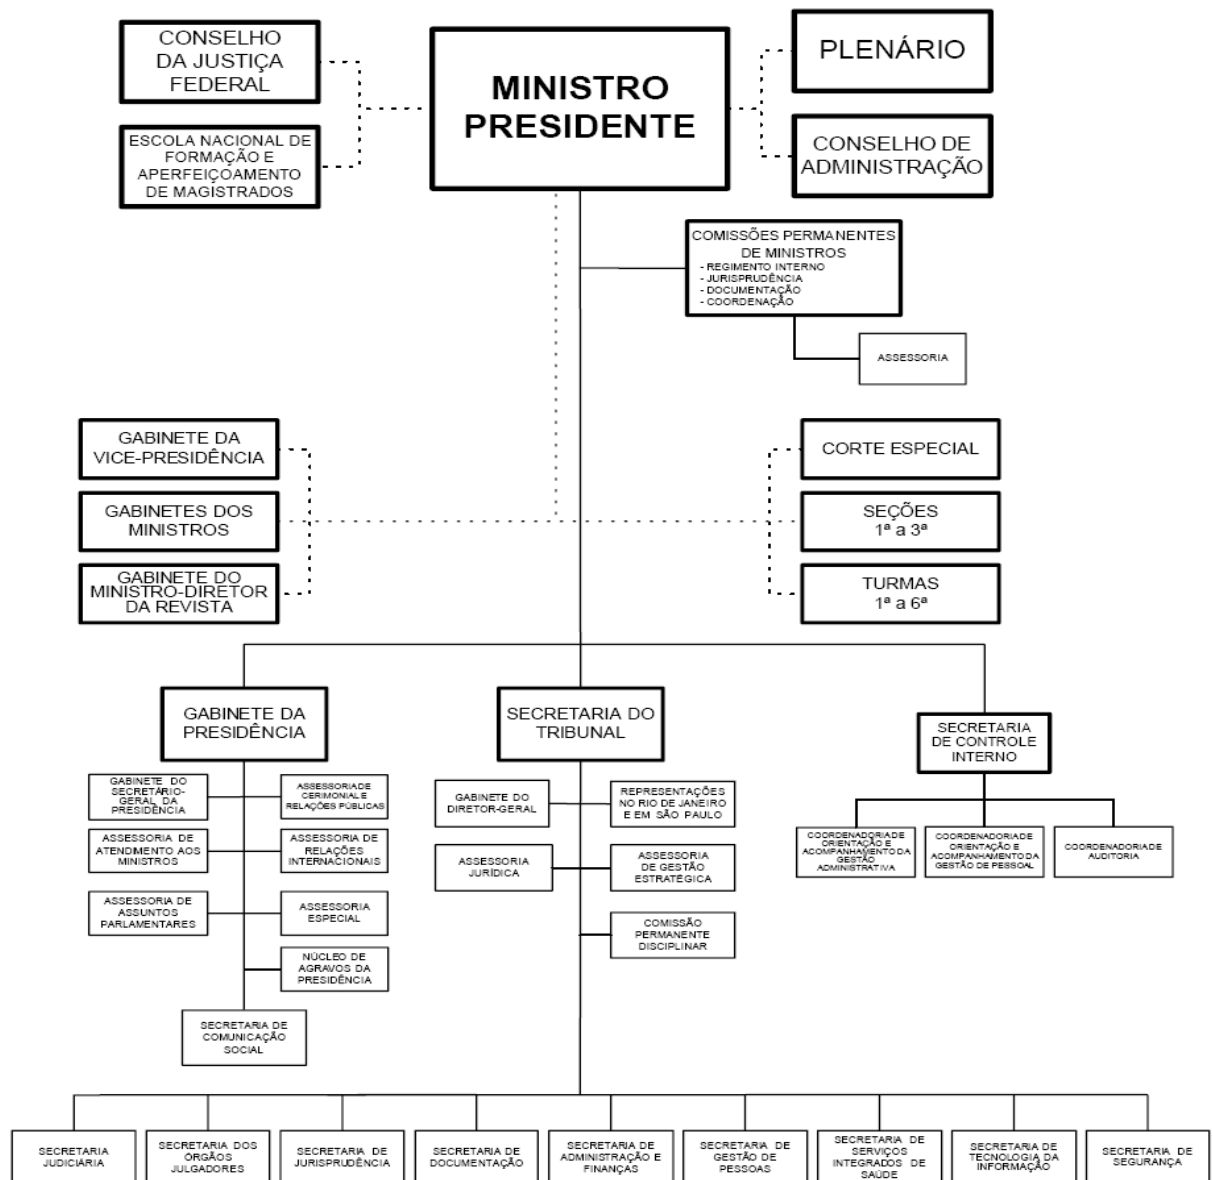 CONSELHO
DA JUSTIÇA
FEDERAL
ESCOLA NACIONAL DE
FORMAÇÃO E
APERFEIÇOAMENTO
DE MAGISTRADOS
MINISTRO
PRESIDENTE
PLENÁRIO
CONSELHO DE
ADMINISTRAÇÃO
COMISSÕES PERMANENTES
DE MINISTROS
- REGIMENTO INTERNO
- JURISPRUDÊNCIA
- DOCUMENTAÇÃO
- COORDENAÇÃO
ASSESSORIA
GABINETE DA
VICE-PRESIDÊNCIA
GABINETES DOS
MINISTROS
GABINETE DO
MINISTRO-DIRETOR
DA REVISTA
CORTE ESPECIAL
SEÇÕES
1ª a 3ª
TURMAS
1ª a 6ª
GABINETE DA
PRESIDÊNCIA
SECRETARIA DO
TRIBUNAL
SECRETARIA
DE CONTROLE
INTERNO
GABINETE DO
SECRETÁRIO-
GERAL DA
PRESIDÊNCIA
ASSESSORIA DE
CERIMONIAL E
RELAÇÕES PÚBLICAS
ASSESSORIA DE
ATENDIMENTO AOS
MINISTROS
ASSESSORIA DE
RELAÇÕES
INTERNACIONAIS
ASSESSORIA DE
ASSUNTOS
PARLAMENTARES
ASSESSORIA
ESPECIAL
NÚCLEO DE
AGRAVOS DA
PRESIDÊNCIA
SECRETARIA DE
COMUNICAÇÃO
SOCIAL
GABINETE DO
DIRETOR-GERAL
REPRESENTAÇÕES
NO RIO DE JANEIRO
E EM SÃO PAULO
ASSESSORIA
JURÍDICA
ASSESSORIA
DE GESTÃO
ESTRATÉGICA
COMISSÃO
PERMANENTE
DISCIPLINAR
COORDENADORIA DE
ORIENTAÇÃO E
ACOMPANHAMENTO DA
GESTÃO
ADMINISTRATIVA
COORDENADORIA DE
ORIENTAÇÃO E
ACOMPANHAMENTO DA
GESTÃO DE PESSOAL
COORDENADORIA DE
AUDITORIA
SECRETARIA
JUDICIÁRIA
SECRETARIA DOS
ÓRGÃOS
JULGADORES
SECRETARIA DE
JURISPRUDÊNCIA
SECRETARIA DE
DOCUMENTAÇÃO
SECRETARIA DE
ADMINISTRAÇÃO E
FINANÇAS
SECRETARIA DE
GESTÃO DE
PESSOAS
SECRETARIA DE
SERVIÇOS
INTEGRADOS DE
SAÚDE
SECRETARIA DE
TECNOLOGIA DA
INFORMAÇÃO
SECRETARIA DE
SEGURANÇA